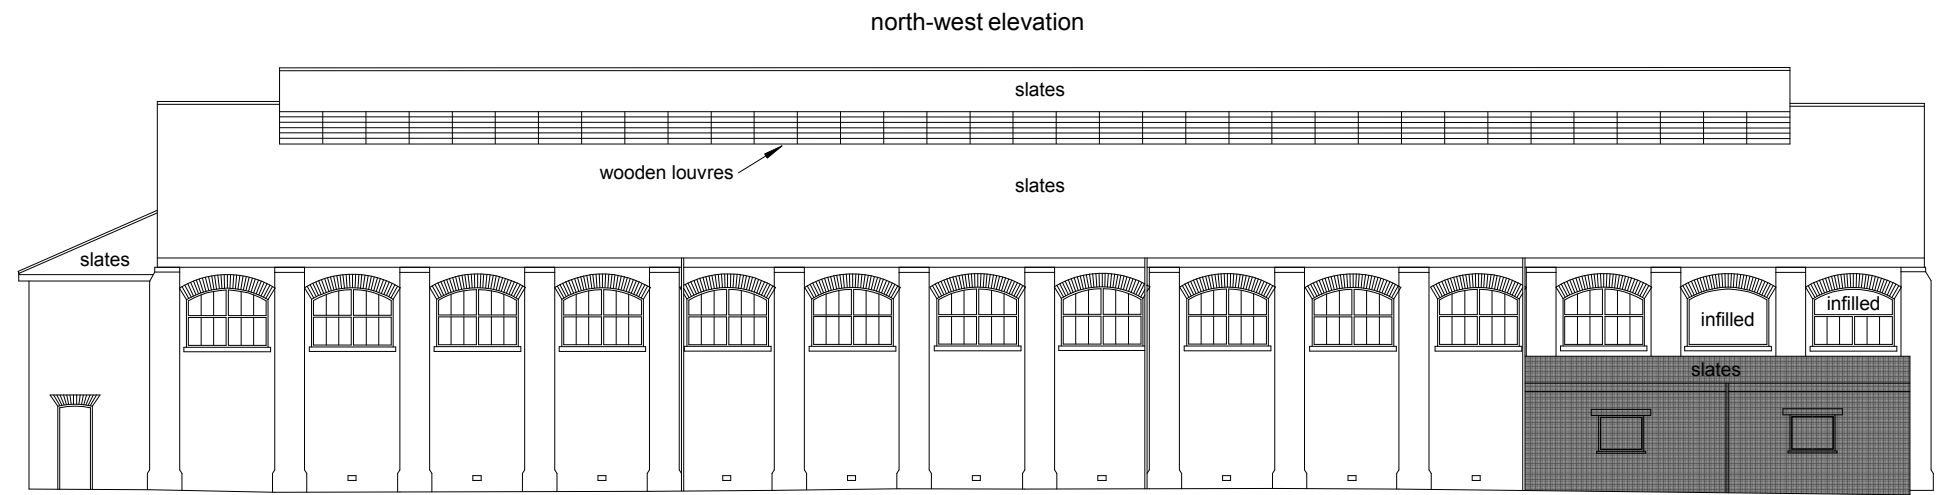 north-west elevation
slates
wooden louvres
slates
slates
infilled
infilled
slates